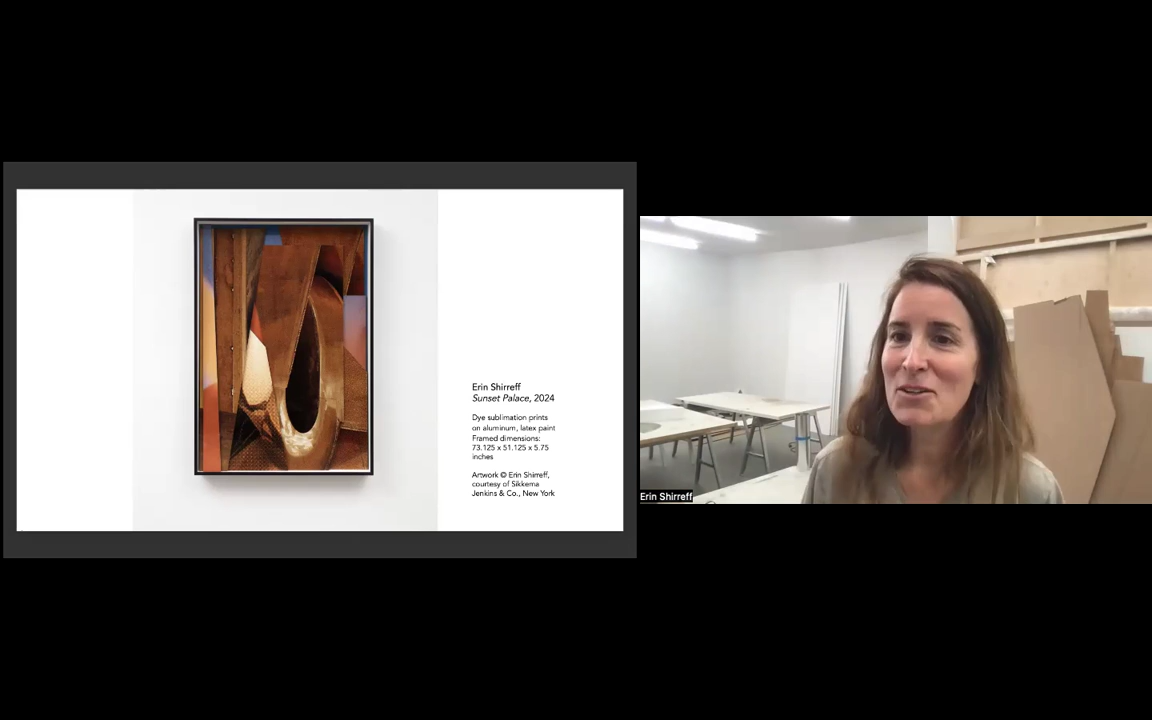 Erin Shirreff
Sunset Palace, 2024
Dye sublimation prints
on aluminum, latex paint
Framed dimensions:
73.125 x 51.125 x 5.75
inches
Artwork © Erin Shirreff,
courtesy of Sikkema
Jenkins & Co., New York
Erin Shirreff